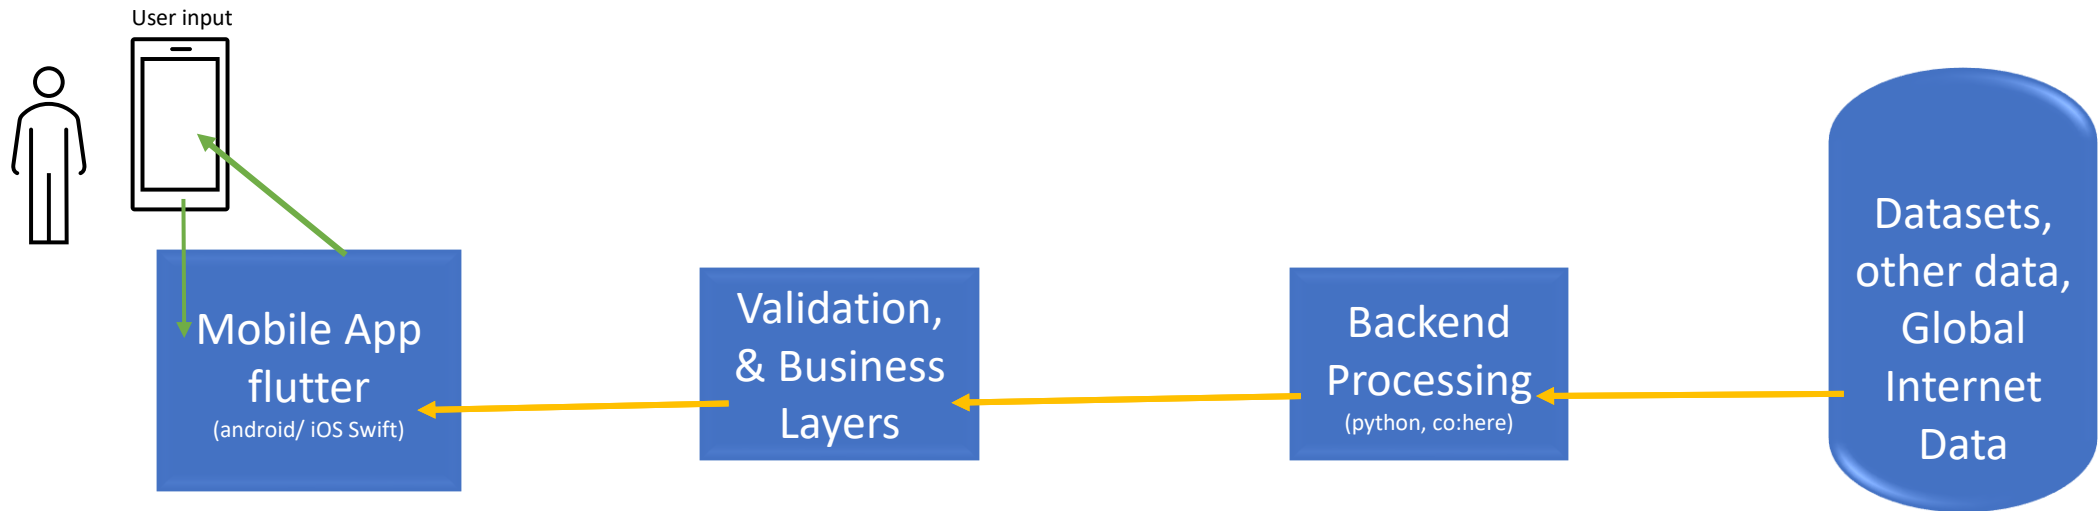 User input
Mobile App
flutter
(android/ iOS Swift)
Validation,
& Business
Layers
Backend
Processing
(python, co:here)
Datasets,
other data,
Global
Internet
Data